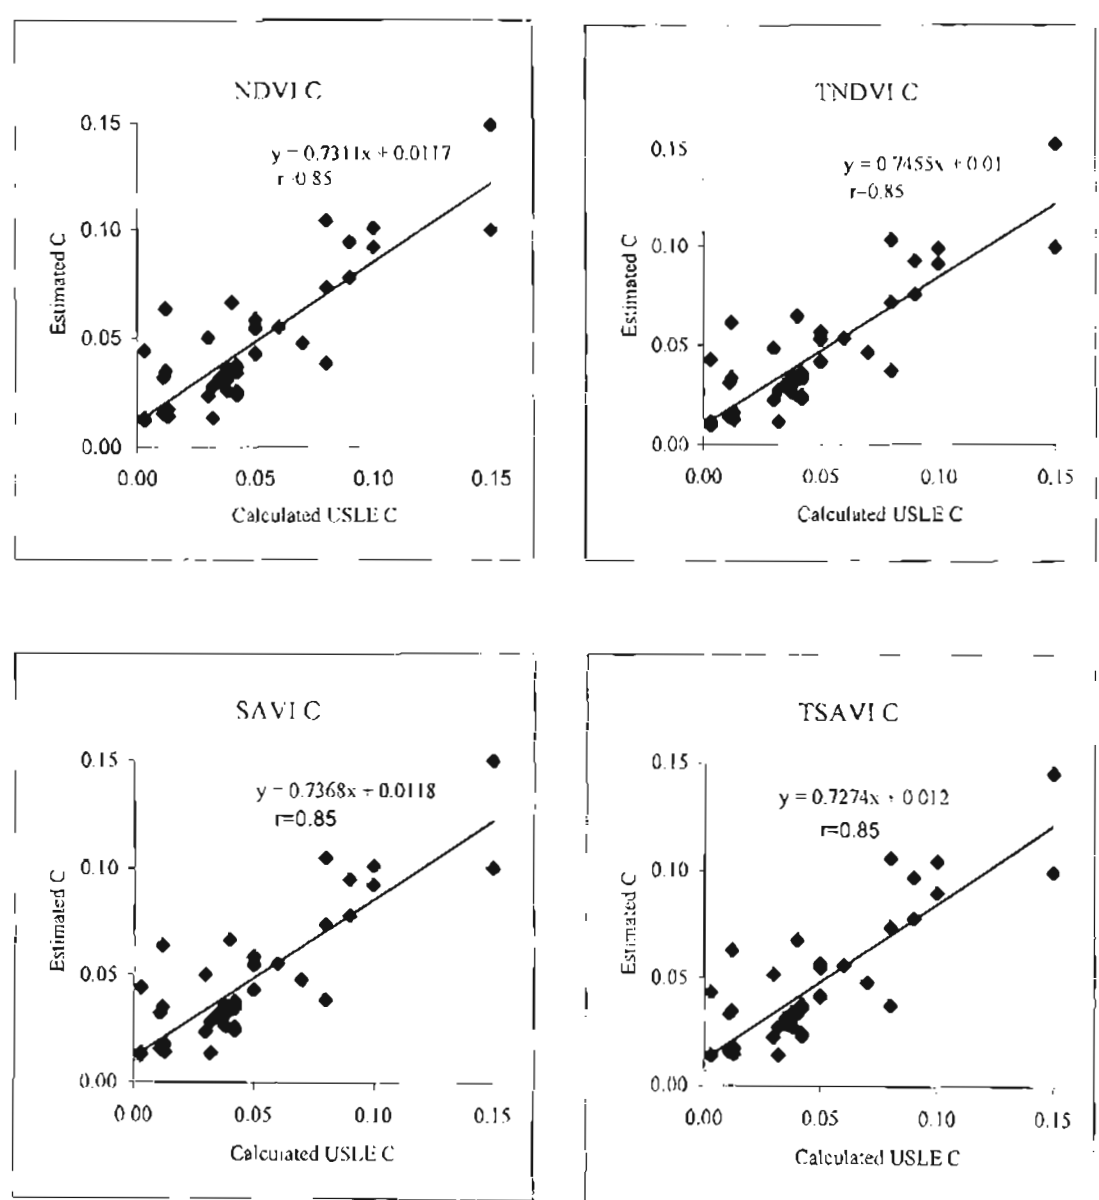 NDVI C
0.15
y = 0.7311x + 0.0117
r=0.85
0.10
Estimated C
0.05
0.00
0.00 0.05 0.10 0.15
Calculated USLE C
TNDVI C
0.15
y = 0.7455x + 0.01
r=0.85
0.10
Estimated C
0.05
0.00
0.00 0.05 0.10 0.15
Calculated USLE C
SAVI C
0.15
y = 0.7368x + 0.0118
r=0.85
0.10
Estimated C
0.05
0.00
0.00 0.05 0.10 0.15
Calculated USLE C
TSAVI C
0.15
y = 0.7274x + 0.012
r=0.85
0.10
Estimated C
0.05
0.00
0.00 0.05 0.10 0.15
Calculated USLE C